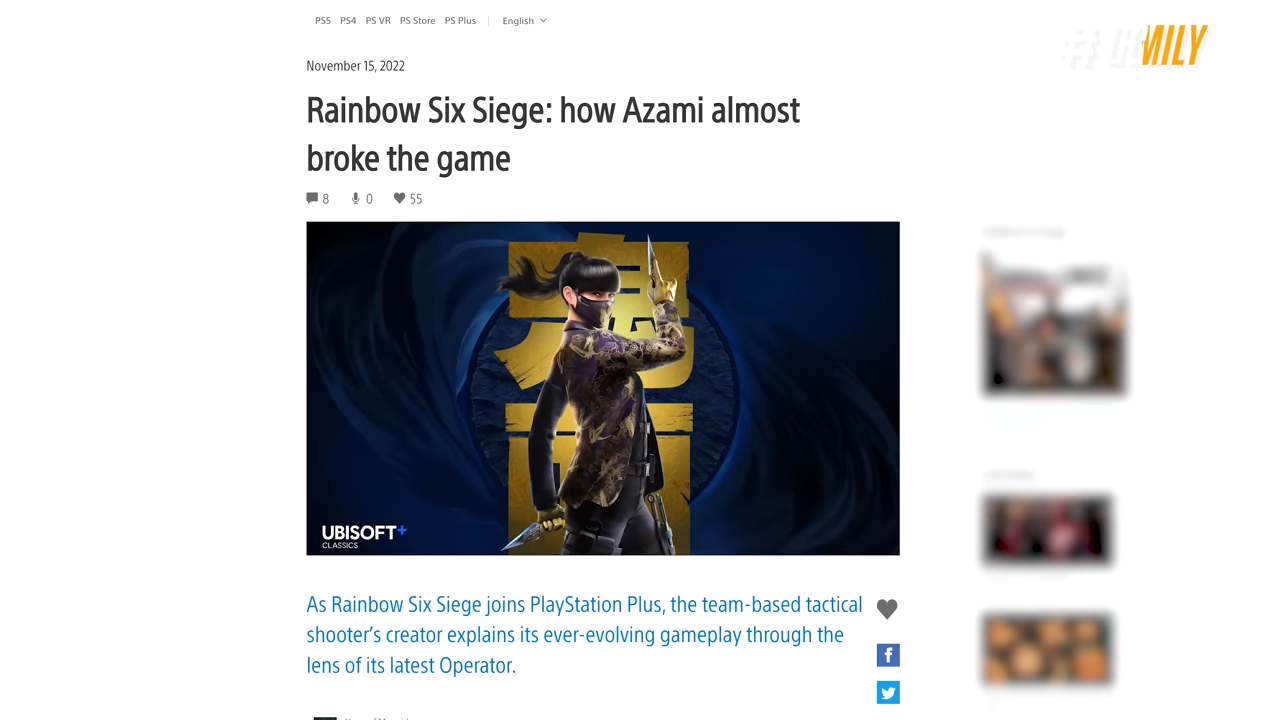 PS5 PS4 PS VR PS Store PS Plus English
November 15, 2022
Rainbow Six Siege: how Azami almost
broke the game
8 0 55
UBISOFT+
CLASSICS
As Rainbow Six Siege joins PlayStation Plus, the team-based tactical
shooter's creator explains its ever-evolving gameplay through the
lens of its latest Operator.